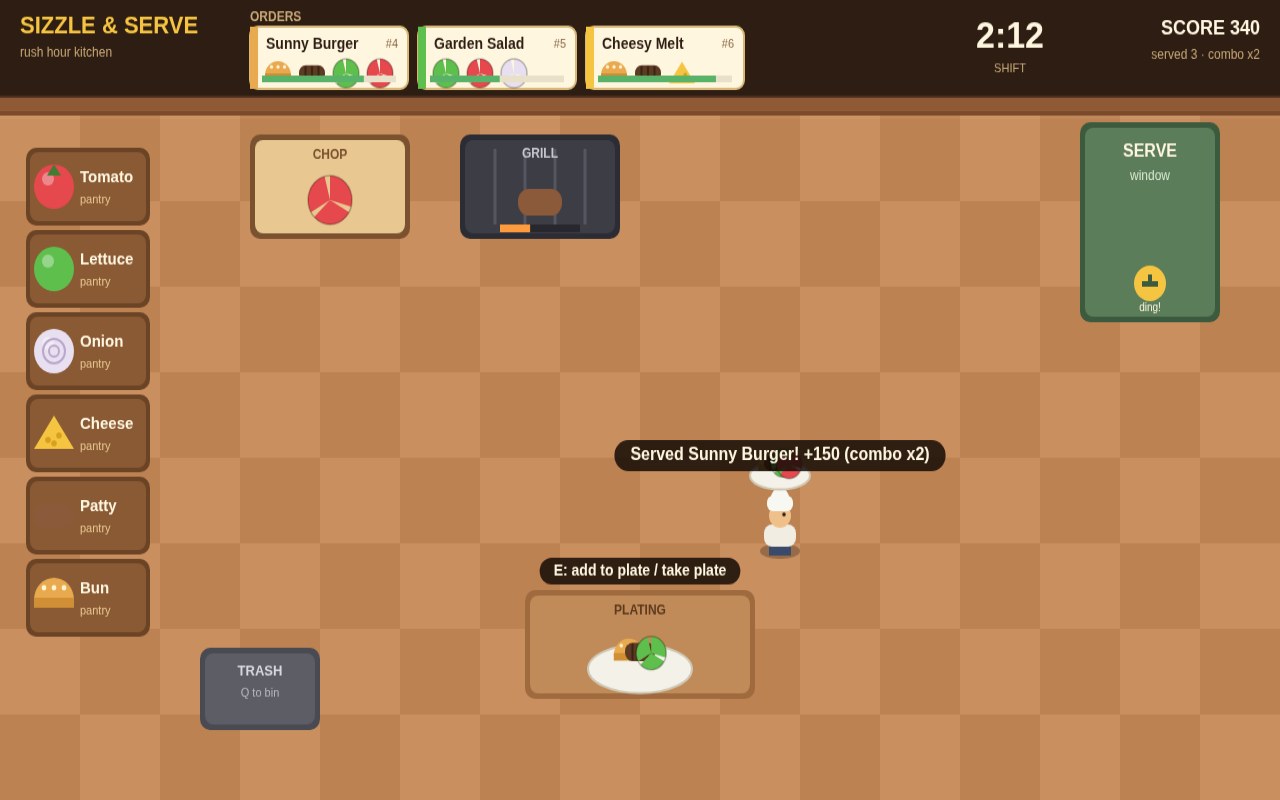 SIZZLE & SERVE
rush hour kitchen
ORDERS
Sunny Burger #4
Garden Salad #5
Cheesy Melt #6
2:12
SHIFT
SCORE 340
served 3 · combo x2
Tomato
pantry
Lettuce
pantry
Onion
pantry
Cheese
pantry
Patty
pantry
Bun
pantry
CHOP
GRILL
SERVE
window
ding!
Served Sunny Burger! +150 (combo x2)
E: add to plate / take plate
PLATING
TRASH
Q to bin